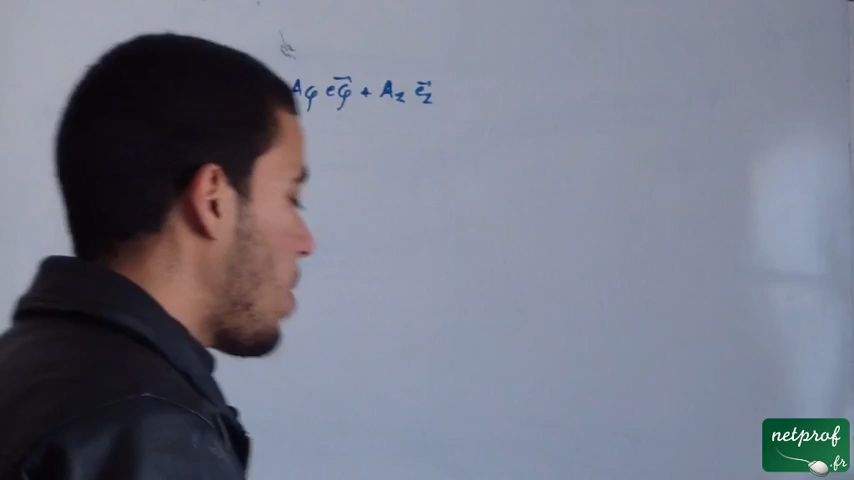 Aφ e⃗φ + Az e⃗z
netprof
.fr